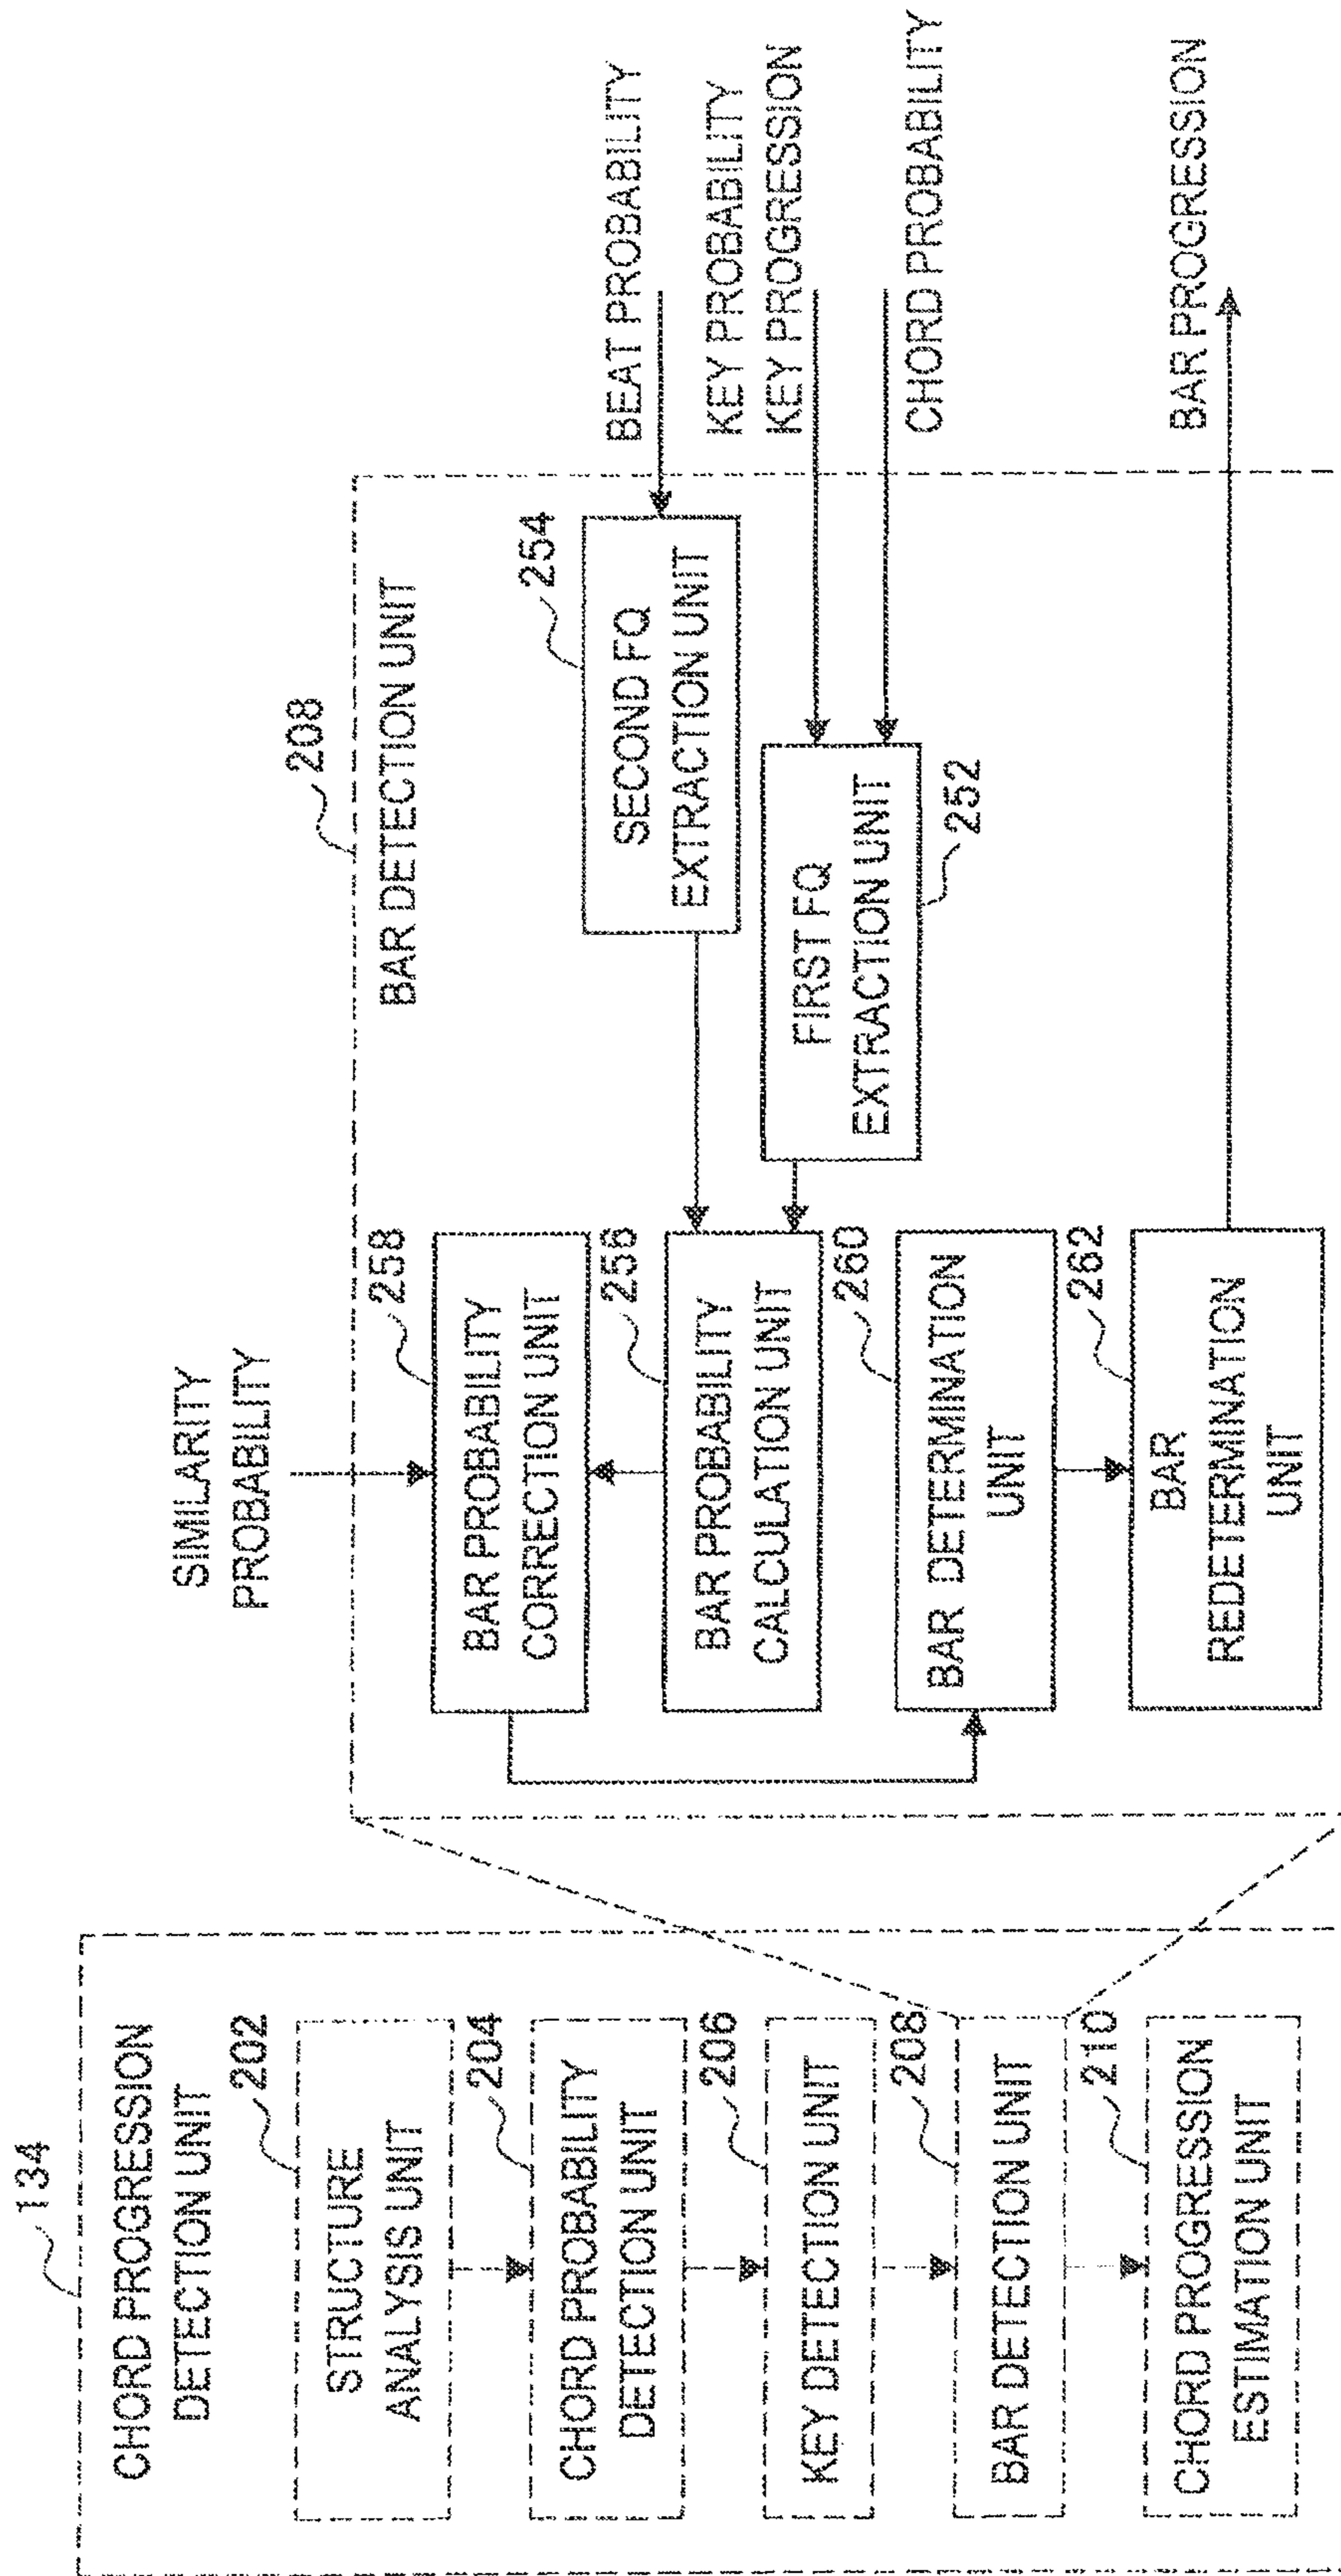 134
CHORD PROGRESSION
DETECTION UNIT
202
STRUCTURE
ANALYSIS UNIT
204
CHORD PROBABILITY
DETECTION UNIT
206
KEY DETECTION UNIT
208
BAR DETECTION UNIT
210
CHORD PROGRESSION
ESTIMATION UNIT
SIMILARITY
PROBABILITY
208
BAR DETECTION UNIT
258
BAR PROBABILITY
CORRECTION UNIT
256
BAR PROBABILITY
CALCULATION UNIT
260
BAR DETERMINATION
UNIT
262
BAR
REDETERMINATION
UNIT
254
SECOND FQ
EXTRACTION UNIT
FIRST FQ
EXTRACTION UNIT
252
BEAT PROBABILITY
KEY PROBABILITY
KEY PROGRESSION
CHORD PROBABILITY
BAR PROGRESSION